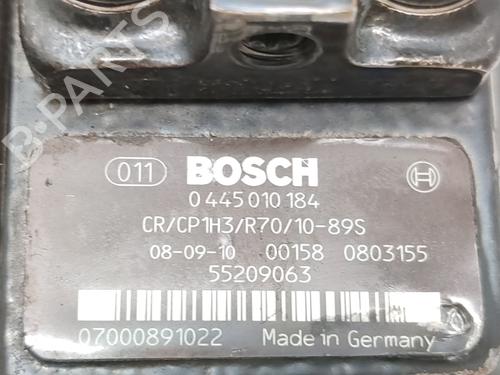 B-PARTS
011 BOSCH
0 445 010 184
CR/CP1H3/R70/10-89S
08-09-10 00158 0803155
55209063
07000891022 Made in Germany